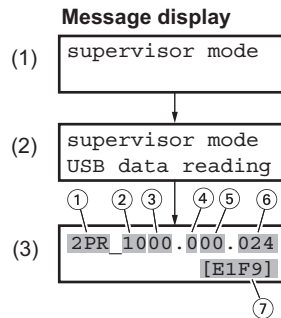 Message display
(1)
supervisor mode
(2)
supervisor mode
USB data reading
1 2 3 4 5 6
(3)
2PR_1000.000.024
[E1F9]
7